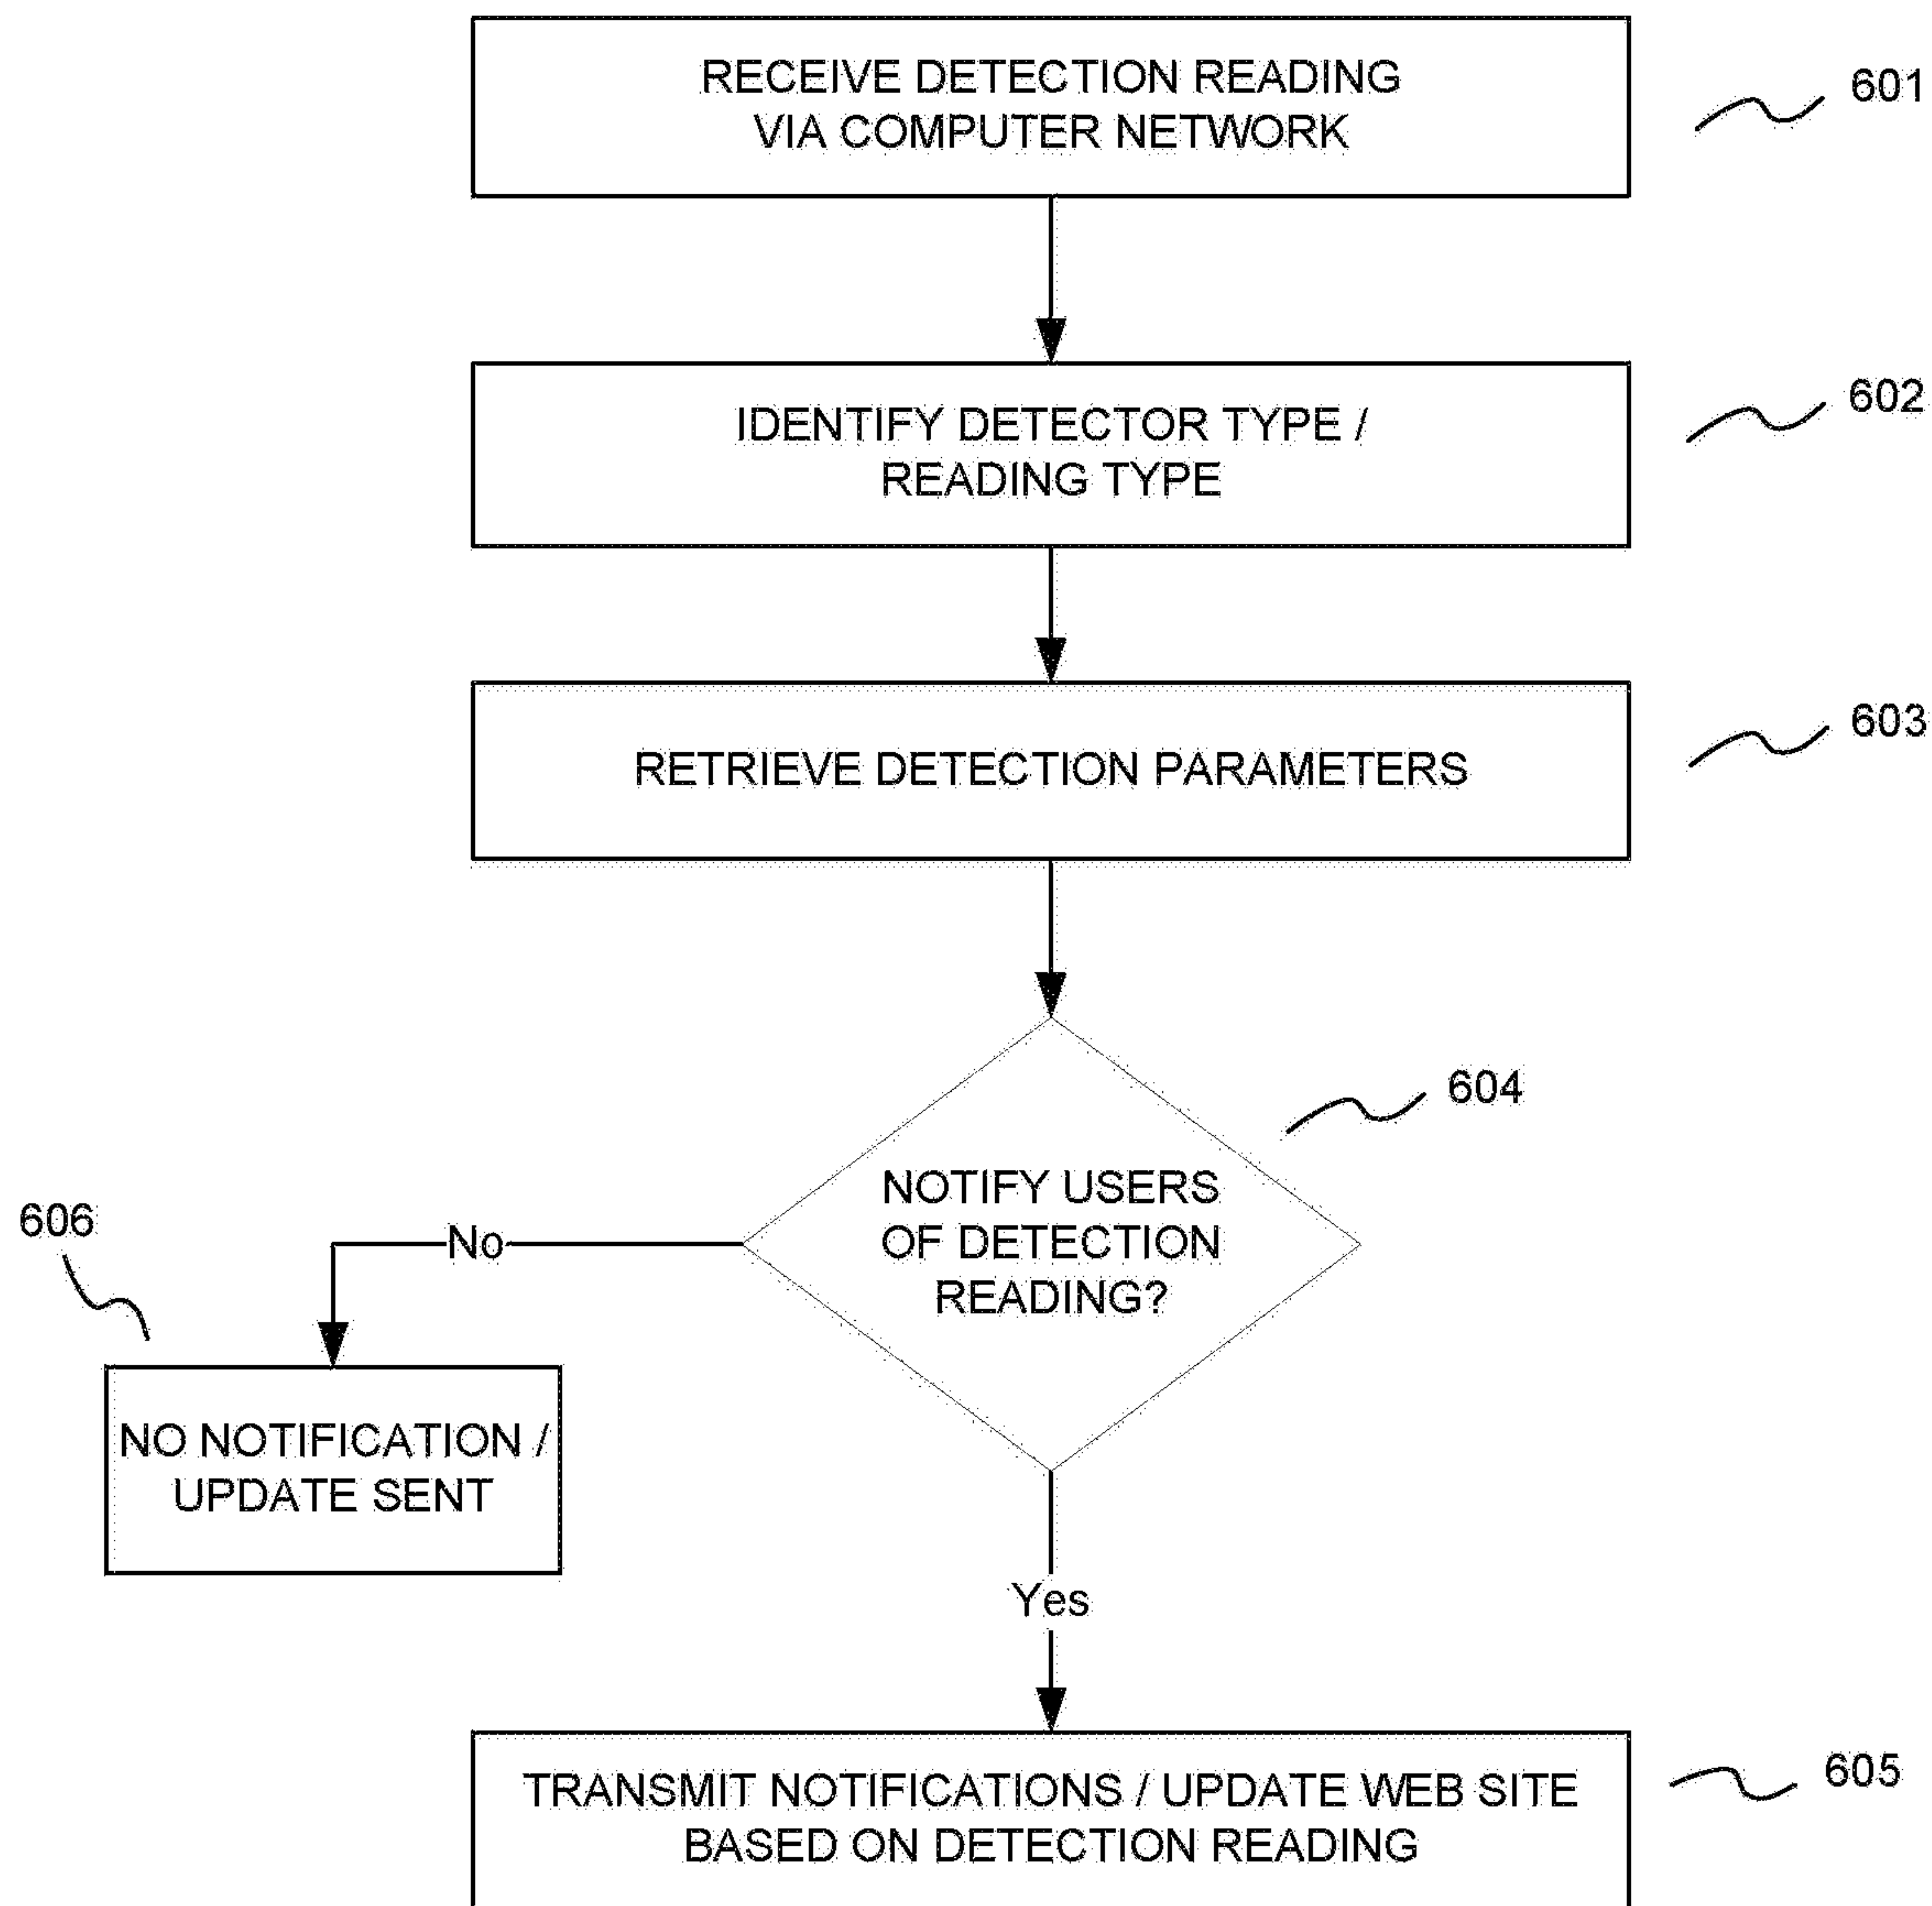 RECEIVE DETECTION READING
VIA COMPUTER NETWORK
601
IDENTIFY DETECTOR TYPE /
READING TYPE
602
RETRIEVE DETECTION PARAMETERS
603
NOTIFY USERS
OF DETECTION
READING?
604
No
606
NO NOTIFICATION /
UPDATE SENT
Yes
TRANSMIT NOTIFICATIONS / UPDATE WEB SITE
BASED ON DETECTION READING
605